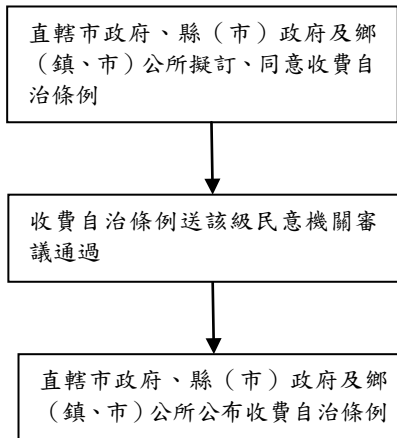 直轄市政府、縣（市）政府及鄉
（鎮、市）公所擬訂、同意收費自
治條例
收費自治條例送該級民意機關審
議通過
直轄市政府、縣（市）政府及鄉
（鎮、市）公所公布收費自治條例